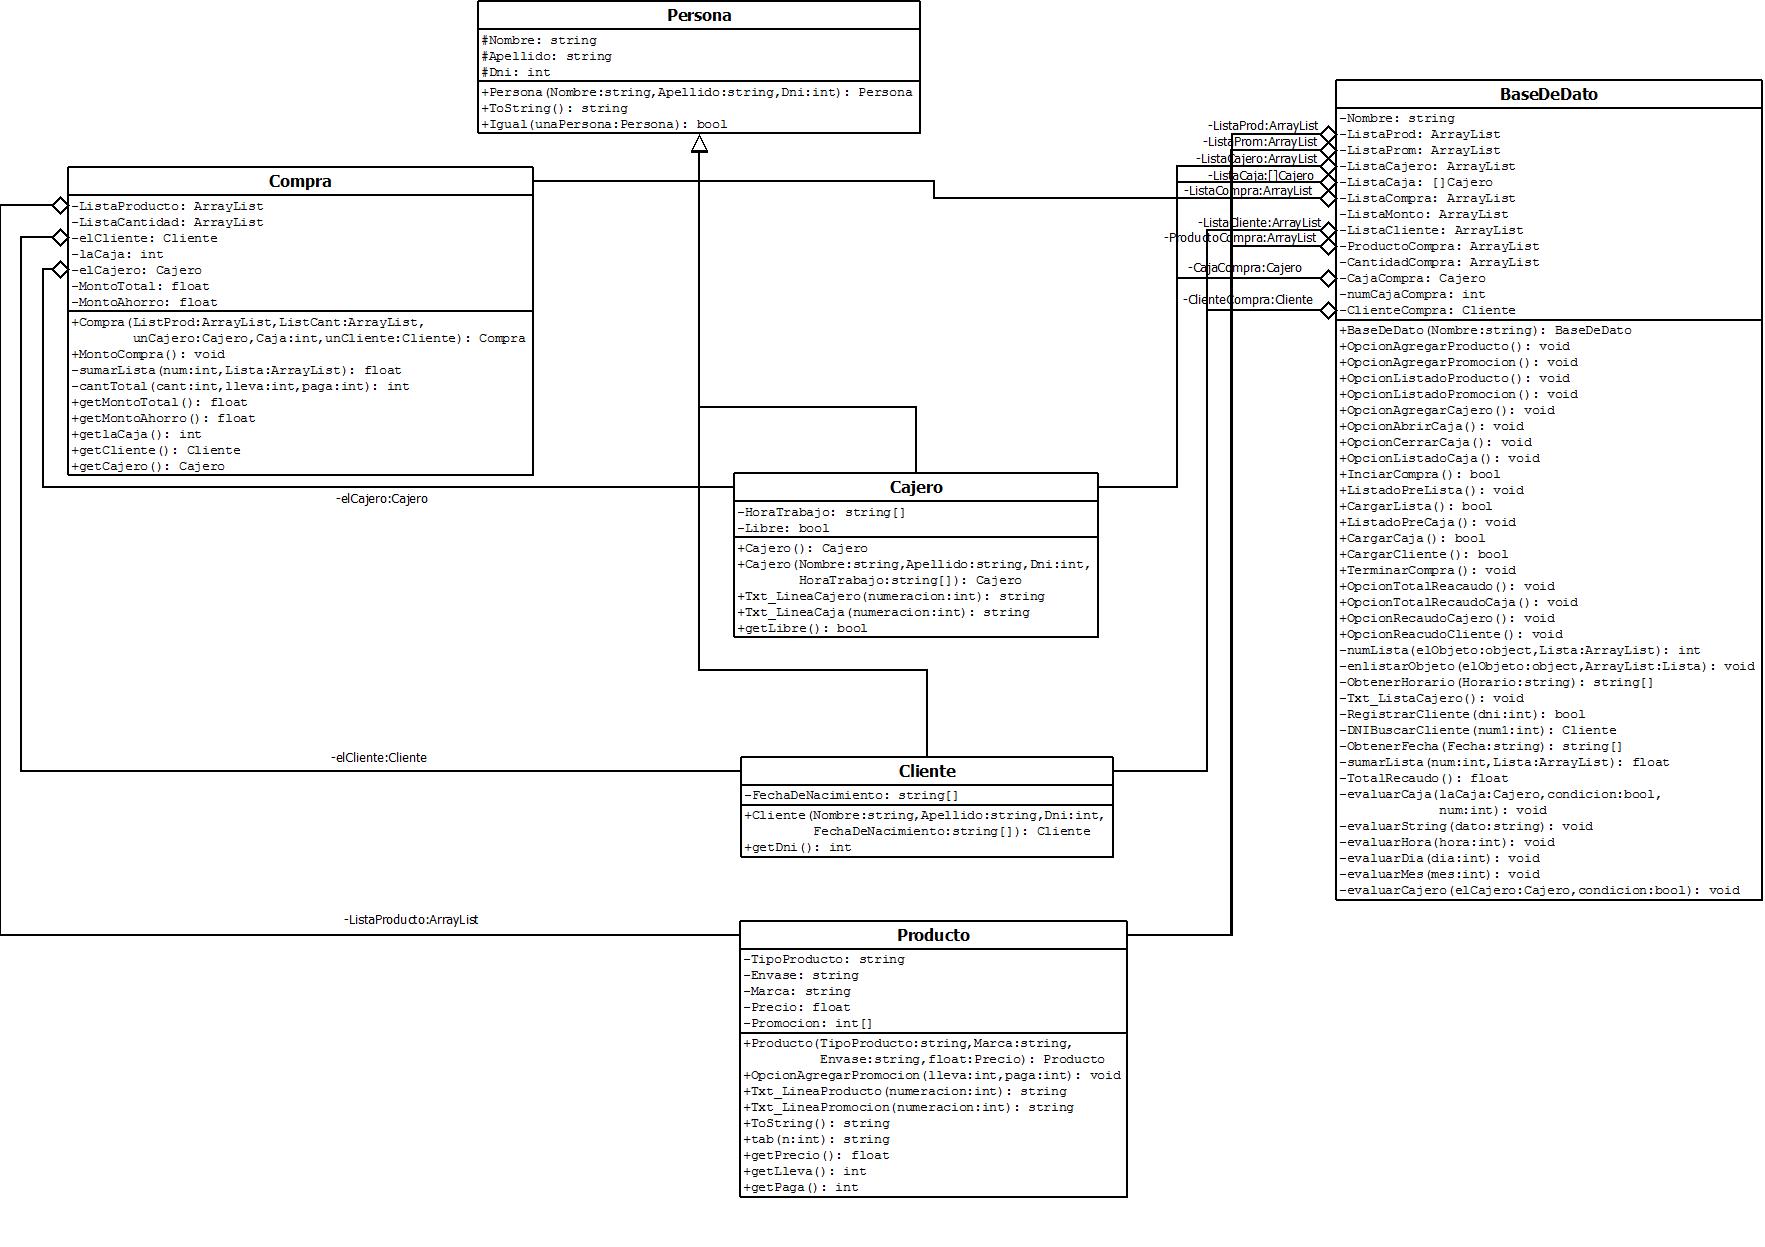 Persona
#Nombre: string
#Apellido: string
#Dni: int
+Persona(Nombre:string,Apellido:string,Dni:int): Persona
+ToString(): string
+Igual(unaPersona:Persona): bool
Compra
-ListaProducto: ArrayList
-ListaCantidad: ArrayList
-elCliente: Cliente
-laCaja: int
-elCajero: Cajero
-MontoTotal: float
-MontoAhorro: float
+Compra(ListProd:ArrayList,ListCant:ArrayList,
unCajero:Cajero,Caja:int,unCliente:Cliente): Compra
+MontoCompra(): void
-sumarLista(num:int,Lista:ArrayList): float
-cantTotal(cant:int,lleva:int,paga:int): int
+getMontoTotal(): float
+getMontoAhorro(): float
+getlaCaja(): int
+getCliente(): Cliente
+getCajero(): Cajero
-elCajero:Cajero
Cajero
-HoraTrabajo: string[]
-Libre: bool
+Cajero(): Cajero
+Cajero(Nombre:string,Apellido:string,Dni:int,
HoraTrabajo:string[]): Cajero
+Txt_LineaCajero(numeracion:int): string
+Txt_LineaCaja(numeracion:int): string
+getLibre(): bool
-elCliente:Cliente
Cliente
-FechaDeNacimiento: string[]
+Cliente(Nombre:string,Apellido:string,Dni:int,
FechaDeNacimiento:string[]): Cliente
+getDni(): int
-ListaProducto:ArrayList
Producto
-TipoProducto: string
-Envase: string
-Marca: string
-Precio: float
-Promocion: int[]
+Producto(TipoProducto:string,Marca:string,
Envase:string,float:Precio): Producto
+OpcionAgregarPromocion(lleva:int,paga:int): void
+Txt_LineaProducto(numeracion:int): string
+Txt_LineaPromocion(numeracion:int): string
+ToString(): string
+tab(n:int): string
+getPrecio(): float
+getLleva(): int
+getPaga(): int
-ListaProd:ArrayList
-ListaProm:ArrayList
-ListaCajero:ArrayList
-ListaCaja:[]Cajero
-ListaCompra:ArrayList
-ListaCliente:ArrayList
-ProductoCompra:ArrayList
-CajaCompra:Cajero
-ClienteCompra:Cliente
BaseDeDato
-Nombre: string
-ListaProd: ArrayList
-ListaProm: ArrayList
-ListaCajero: ArrayList
-ListaCaja: []Cajero
-ListaCompra: ArrayList
-ListaMonto: ArrayList
-ListaCliente: ArrayList
-ProductoCompra: ArrayList
-CantidadCompra: ArrayList
-CajaCompra: Cajero
-numCajaCompra: int
-ClienteCompra: Cliente
+BaseDeDato(Nombre:string): BaseDeDato
+OpcionAgregarProducto(): void
+OpcionAgregarPromocion(): void
+OpcionListadoProducto(): void
+OpcionListadoPromocion(): void
+OpcionAgregarCajero(): void
+OpcionAbrirCaja(): void
+OpcionCerrarCaja(): void
+OpcionListadoCaja(): void
+InciarCompra(): bool
+ListadoPreLista(): void
+CargarLista(): bool
+ListadoPreCaja(): void
+CargarCaja(): bool
+CargarCliente(): bool
+TerminarCompra(): void
+OpcionTotalReacaudo(): void
+OpcionTotalRecaudoCaja(): void
+OpcionRecaudoCajero(): void
+OpcionReacudoCliente(): void
-numLista(elObjeto:object,Lista:ArrayList): int
-enlistarObjeto(elObjeto:object,ArrayList:Lista): void
-ObtenerHorario(Horario:string): string[]
-Txt_ListaCajero(): void
-RegistrarCliente(dni:int): bool
-DNIBuscarCliente(num1:int): Cliente
-ObtenerFecha(Fecha:string): string[]
-sumarLista(num:int,Lista:ArrayList): float
-TotalRecaudo(): float
-evaluarCaja(laCaja:Cajero,condicion:bool,
num:int): void
-evaluarString(dato:string): void
-evaluarHora(hora:int): void
-evaluarDia(dia:int): void
-evaluarMes(mes:int): void
-evaluarCajero(elCajero:Cajero,condicion:bool): void